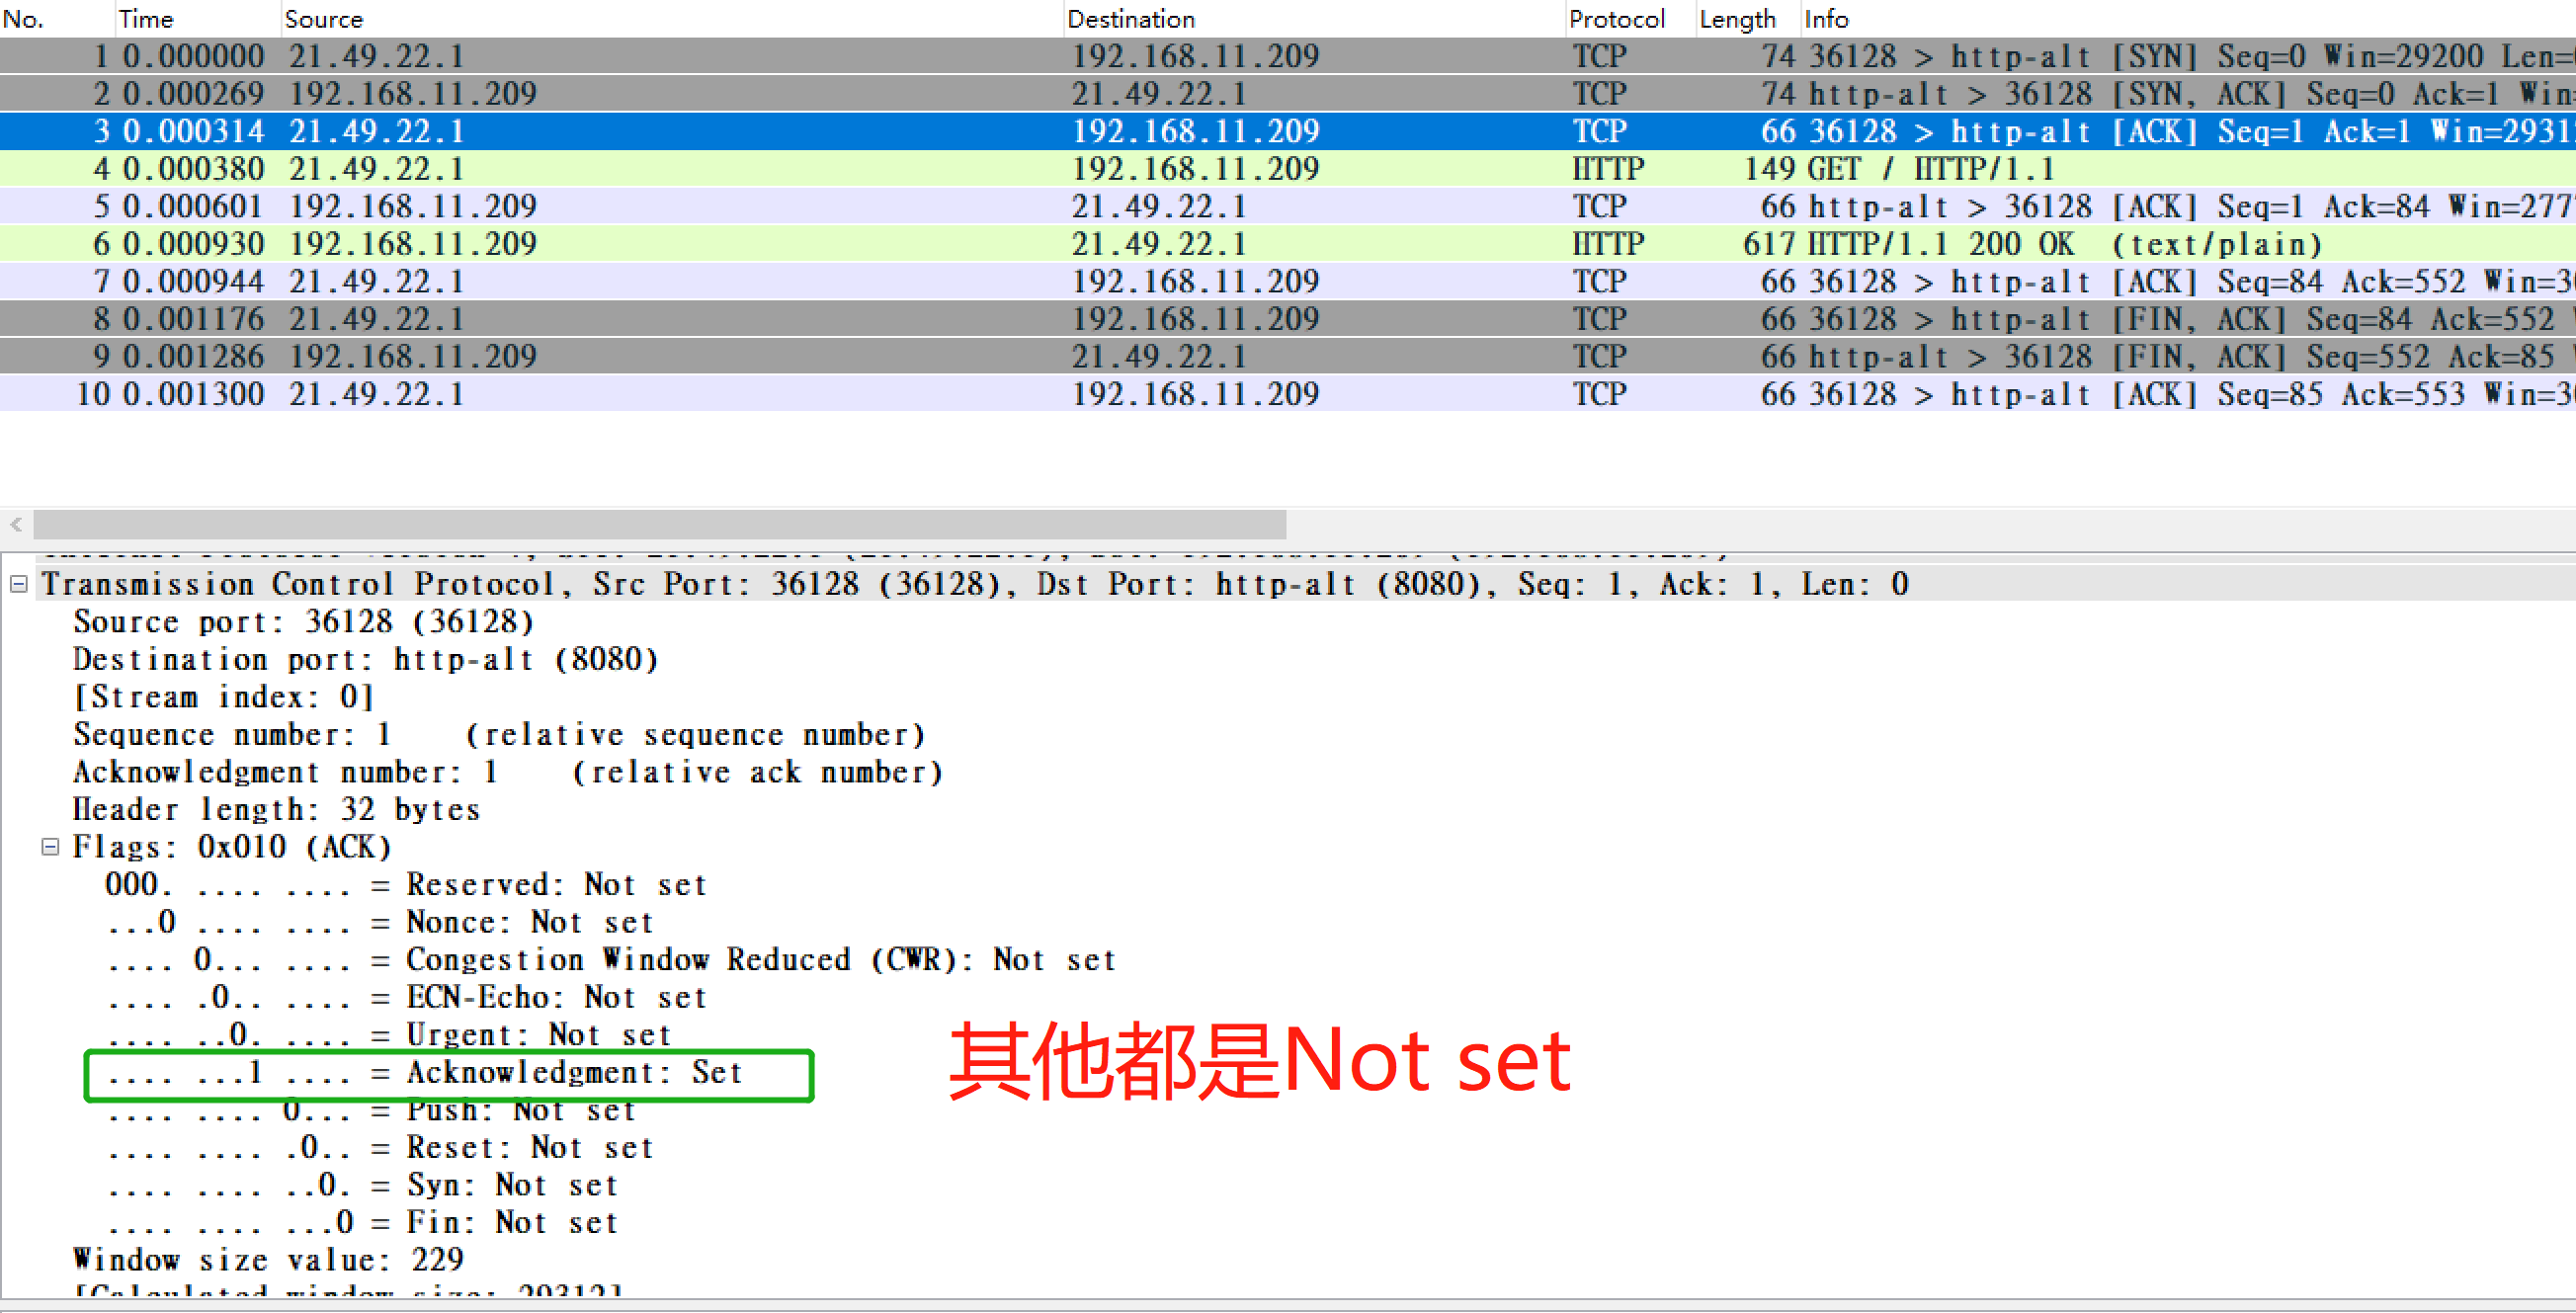 No. Time Source Destination Protocol Length Info
1 0.000000 21.49.22.1 192.168.11.209 TCP 74 36128 > http-alt [SYN] Seq=0 Win=29200 Len=
2 0.000269 192.168.11.209 21.49.22.1 TCP 74 http-alt > 36128 [SYN, ACK] Seq=0 Ack=1 Win=
3 0.000314 21.49.22.1 192.168.11.209 TCP 66 36128 > http-alt [ACK] Seq=1 Ack=1 Win=2931
4 0.000380 21.49.22.1 192.168.11.209 HTTP 149 GET / HTTP/1.1
5 0.000601 192.168.11.209 21.49.22.1 TCP 66 http-alt > 36128 [ACK] Seq=1 Ack=84 Win=277
6 0.000930 192.168.11.209 21.49.22.1 HTTP 617 HTTP/1.1 200 OK (text/plain)
7 0.000944 21.49.22.1 192.168.11.209 TCP 66 36128 > http-alt [ACK] Seq=84 Ack=552 Win=3
8 0.001176 21.49.22.1 192.168.11.209 TCP 66 36128 > http-alt [FIN, ACK] Seq=84 Ack=552
9 0.001286 192.168.11.209 21.49.22.1 TCP 66 http-alt > 36128 [FIN, ACK] Seq=552 Ack=85
10 0.001300 21.49.22.1 192.168.11.209 TCP 66 36128 > http-alt [ACK] Seq=85 Ack=553 Win=3
Transmission Control Protocol, Src Port: 36128 (36128), Dst Port: http-alt (8080), Seq: 1, Ack: 1, Len: 0
Source port: 36128 (36128)
Destination port: http-alt (8080)
[Stream index: 0]
Sequence number: 1 (relative sequence number)
Acknowledgment number: 1 (relative ack number)
Header length: 32 bytes
Flags: 0x010 (ACK)
000. .... .... = Reserved: Not set
...0 .... .... = Nonce: Not set
.... 0... .... = Congestion Window Reduced (CWR): Not set
.... .0.. .... = ECN-Echo: Not set
.... ..0. .... = Urgent: Not set
.... ...1 .... = Acknowledgment: Set
其他都是Not set
.... .... 0... = Push: Not set
.... .... .0.. = Reset: Not set
.... .... ..0. = Syn: Not set
.... .... ...0 = Fin: Not set
Window size value: 229
[Calculated window size: 29312]